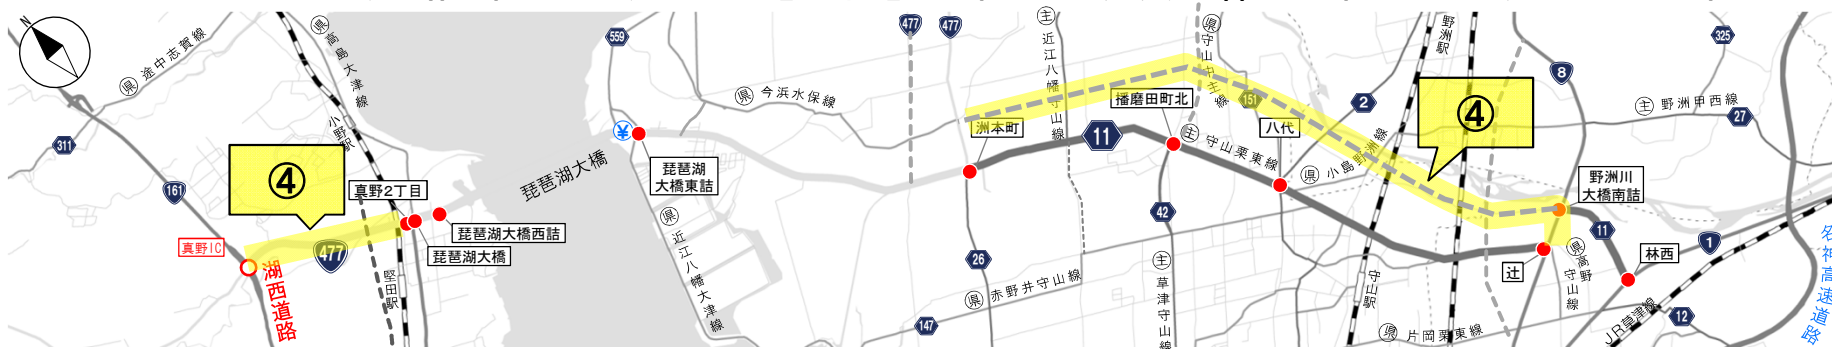 N
県 途中志賀線
県 高島大津線
小野駅
311
161
④
真野2丁目
真野IC
477
琵琶湖大橋西詰
琵琶湖大橋
堅田駅
湖西道路
琵琶湖大橋
559
¥
琵琶湖
大橋東詰
県 近江八幡大津線
県 今浜水保線
477
477
主 近江八幡守山線
県 守山中主線
洲本町
11
播磨田町北
主 守山栗東線
151
八代
2
県 小島野洲線
野洲駅
④
8
325
主 野洲甲西線
27
野洲川
大橋南詰
11
林西
1
辻
県 高野守山線
名神高速道路
42
26
147
県 赤野井守山線
主 草津守山線
守山駅
県 片岡栗東線
JR草津線
12